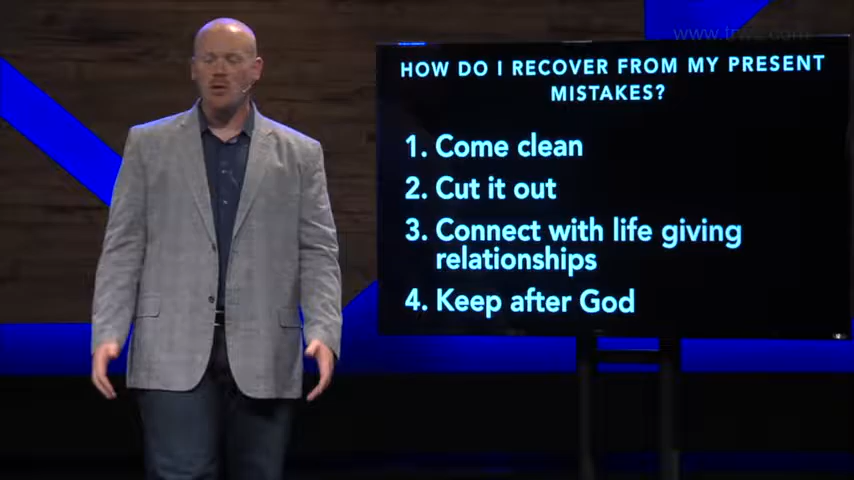 HOW DO I RECOVER FROM MY PRESENT
MISTAKES?
1. Come clean
2. Cut it out
3. Connect with life giving
relationships
4. Keep after God